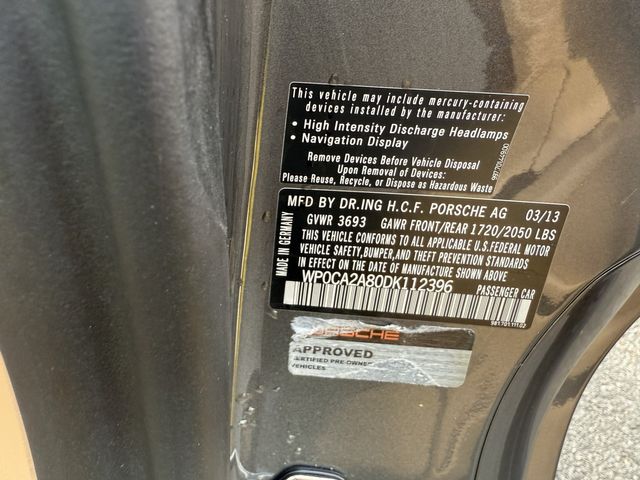 This vehicle may include mercury-containing
devices installed by the manufacturer:
• High Intensity Discharge Headlamps
• Navigation Display
Remove Devices Before Vehicle Disposal
Upon Removal of Devices:
Please Reuse, Recycle, or Dispose as Hazardous Waste
MFD BY DR.ING H.C.F. PORSCHE AG 03/13
GVWR 3693 GAWR FRONT/REAR 1720/2050 LBS
THIS VEHICLE CONFORMS TO ALL APPLICABLE U.S.FEDERAL MOTOR
VEHICLE SAFETY,BUMPER,AND THEFT PREVENTION STANDARDS
IN EFFECT ON THE DATE OF MANUFACTURE SHOWN ABOVE
WP0CA2A80DK112396
PASSENGER CAR
MADE IN GERMANY
PORSCHE
APPROVED
CERTIFIED PRE-OWNED
VEHICLES